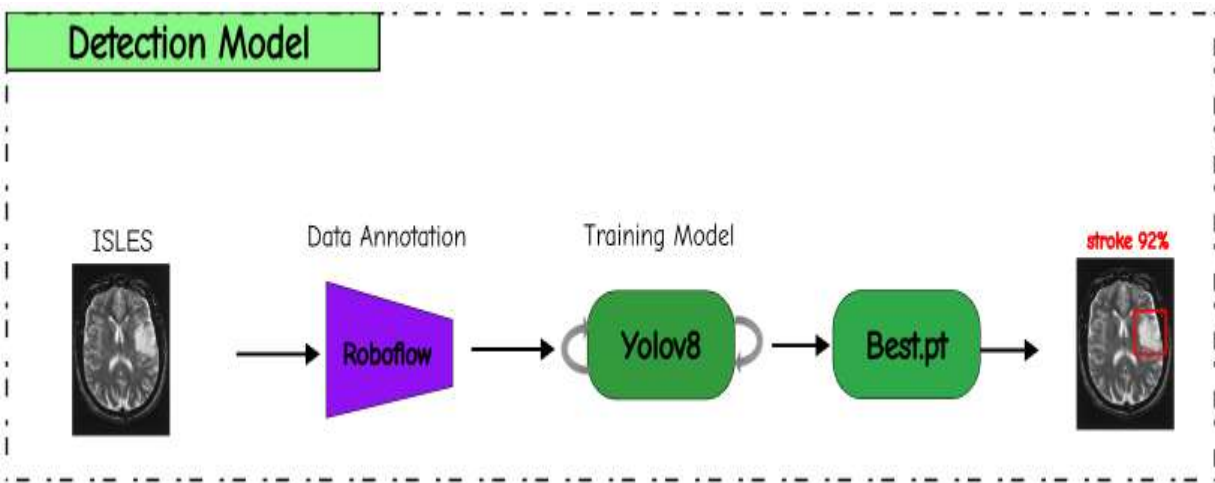 Detection Model
ISLES
Data Annotation
Training Model
stroke 92%
Roboflow
Yolov8
Best.pt